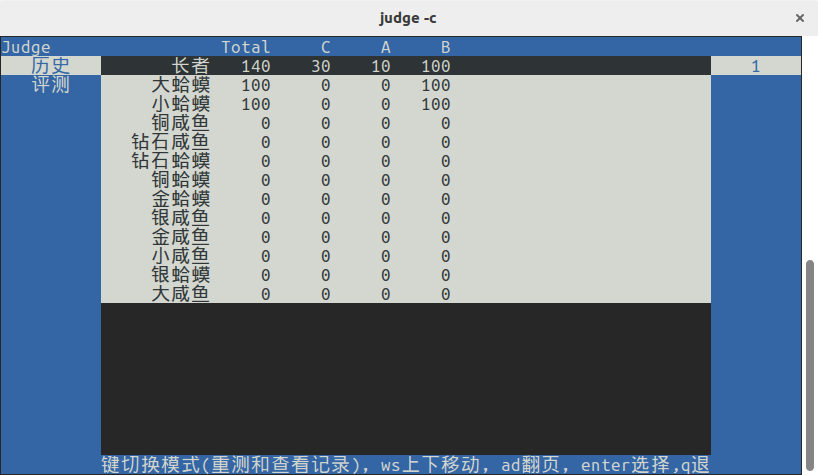 judge -c ×
Judge Total C A B
历史 长者 140 30 10 100 1
评测 大蛤蟆 100 0 0 100
小蛤蟆 100 0 0 100
铜咸鱼 0 0 0 0
钻石咸鱼 0 0 0 0
钻石蛤蟆 0 0 0 0
铜蛤蟆 0 0 0 0
金蛤蟆 0 0 0 0
银咸鱼 0 0 0 0
金咸鱼 0 0 0 0
小咸鱼 0 0 0 0
银蛤蟆 0 0 0 0
大咸鱼 0 0 0 0
键切换模式(重测和查看记录), ws上下移动, ad翻页, enter选择,q退